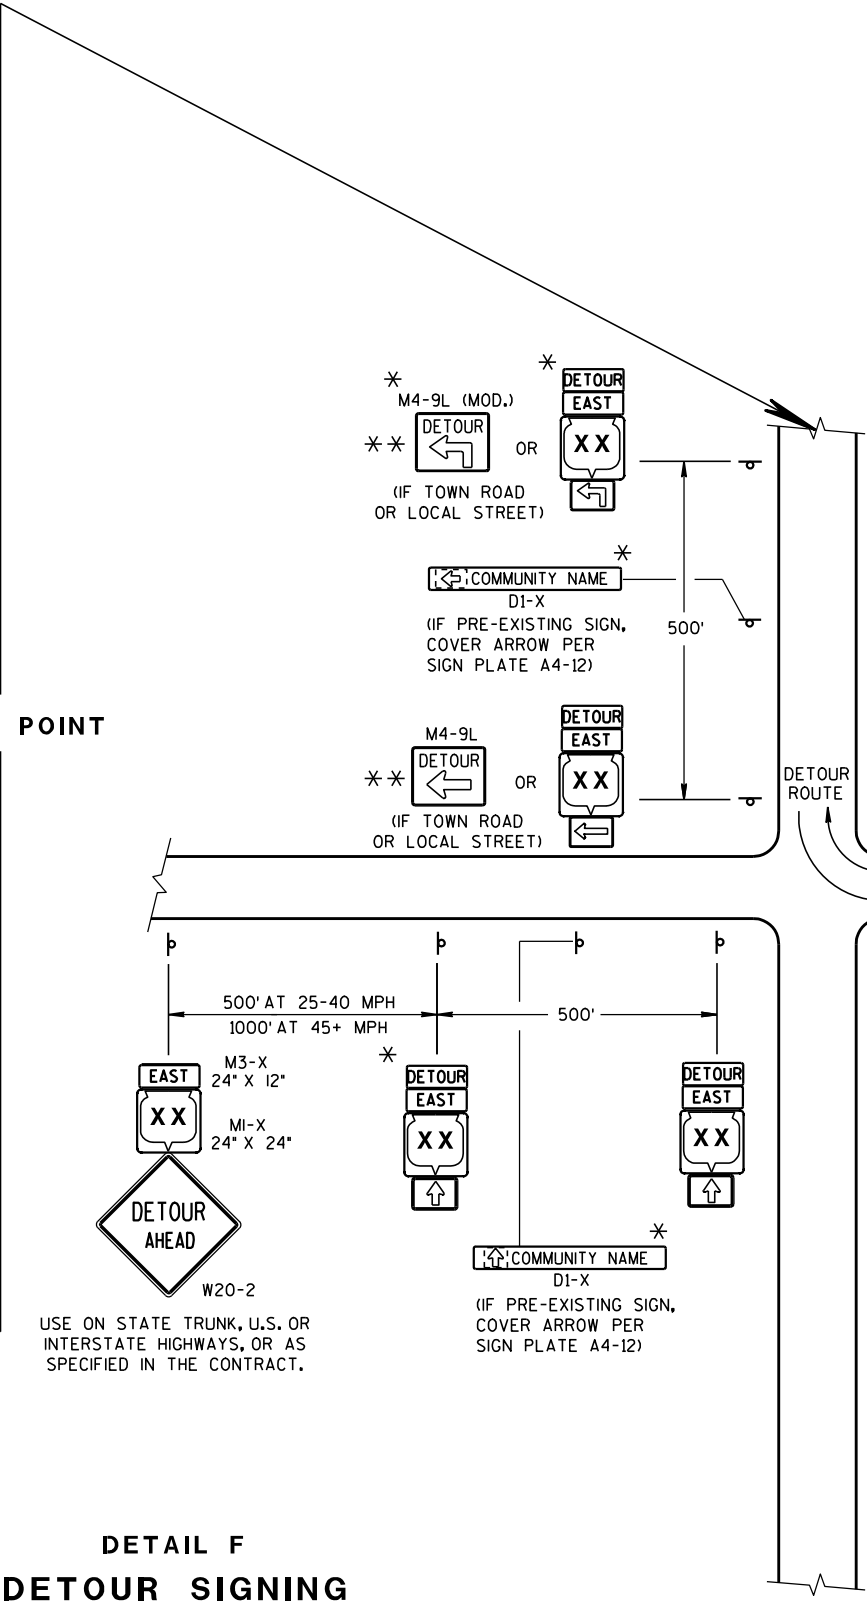 DETOUR
EAST
M4-9L (MOD.)
DETOUR
XX
** OR
(IF TOWN ROAD
OR LOCAL STREET)
COMMUNITY NAME
D1-X
(IF PRE-EXISTING SIGN,
COVER ARROW PER
SIGN PLATE A4-12)
500'
POINT
DETOUR
EAST
M4-9L
DETOUR
XX
** OR
(IF TOWN ROAD
OR LOCAL STREET)
DETOUR
ROUTE
500' AT 25-40 MPH
1000' AT 45+ MPH
500'
EAST
M3-X
24" X 12"
XX
M1-X
24" X 24"
DETOUR
AHEAD
W20-2
USE ON STATE TRUNK, U.S. OR
INTERSTATE HIGHWAYS, OR AS
SPECIFIED IN THE CONTRACT.
DETOUR
EAST
XX
DETOUR
EAST
XX
COMMUNITY NAME
D1-X
(IF PRE-EXISTING SIGN,
COVER ARROW PER
SIGN PLATE A4-12)
DETAIL F
DETOUR SIGNING